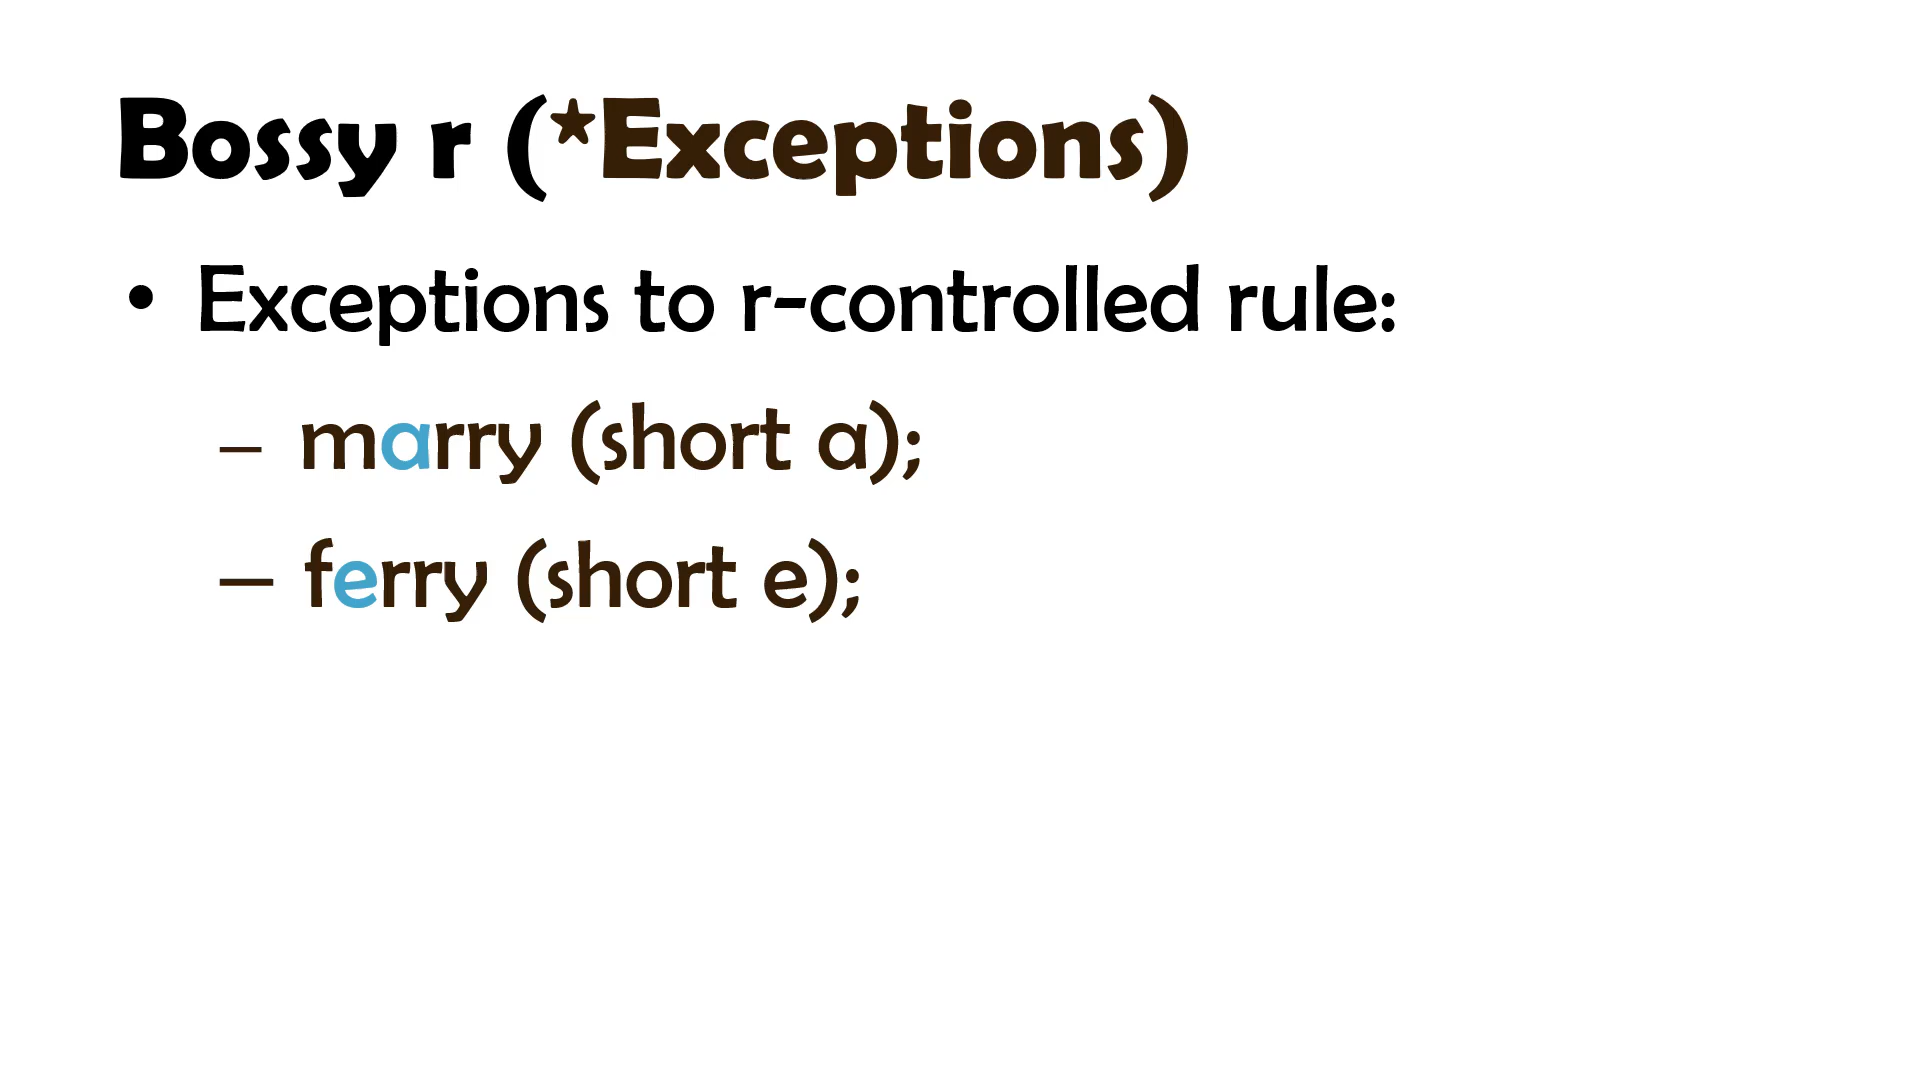 Bossy r (*Exceptions)
• Exceptions to r-controlled rule:
– marry (short a);
– ferry (short e);